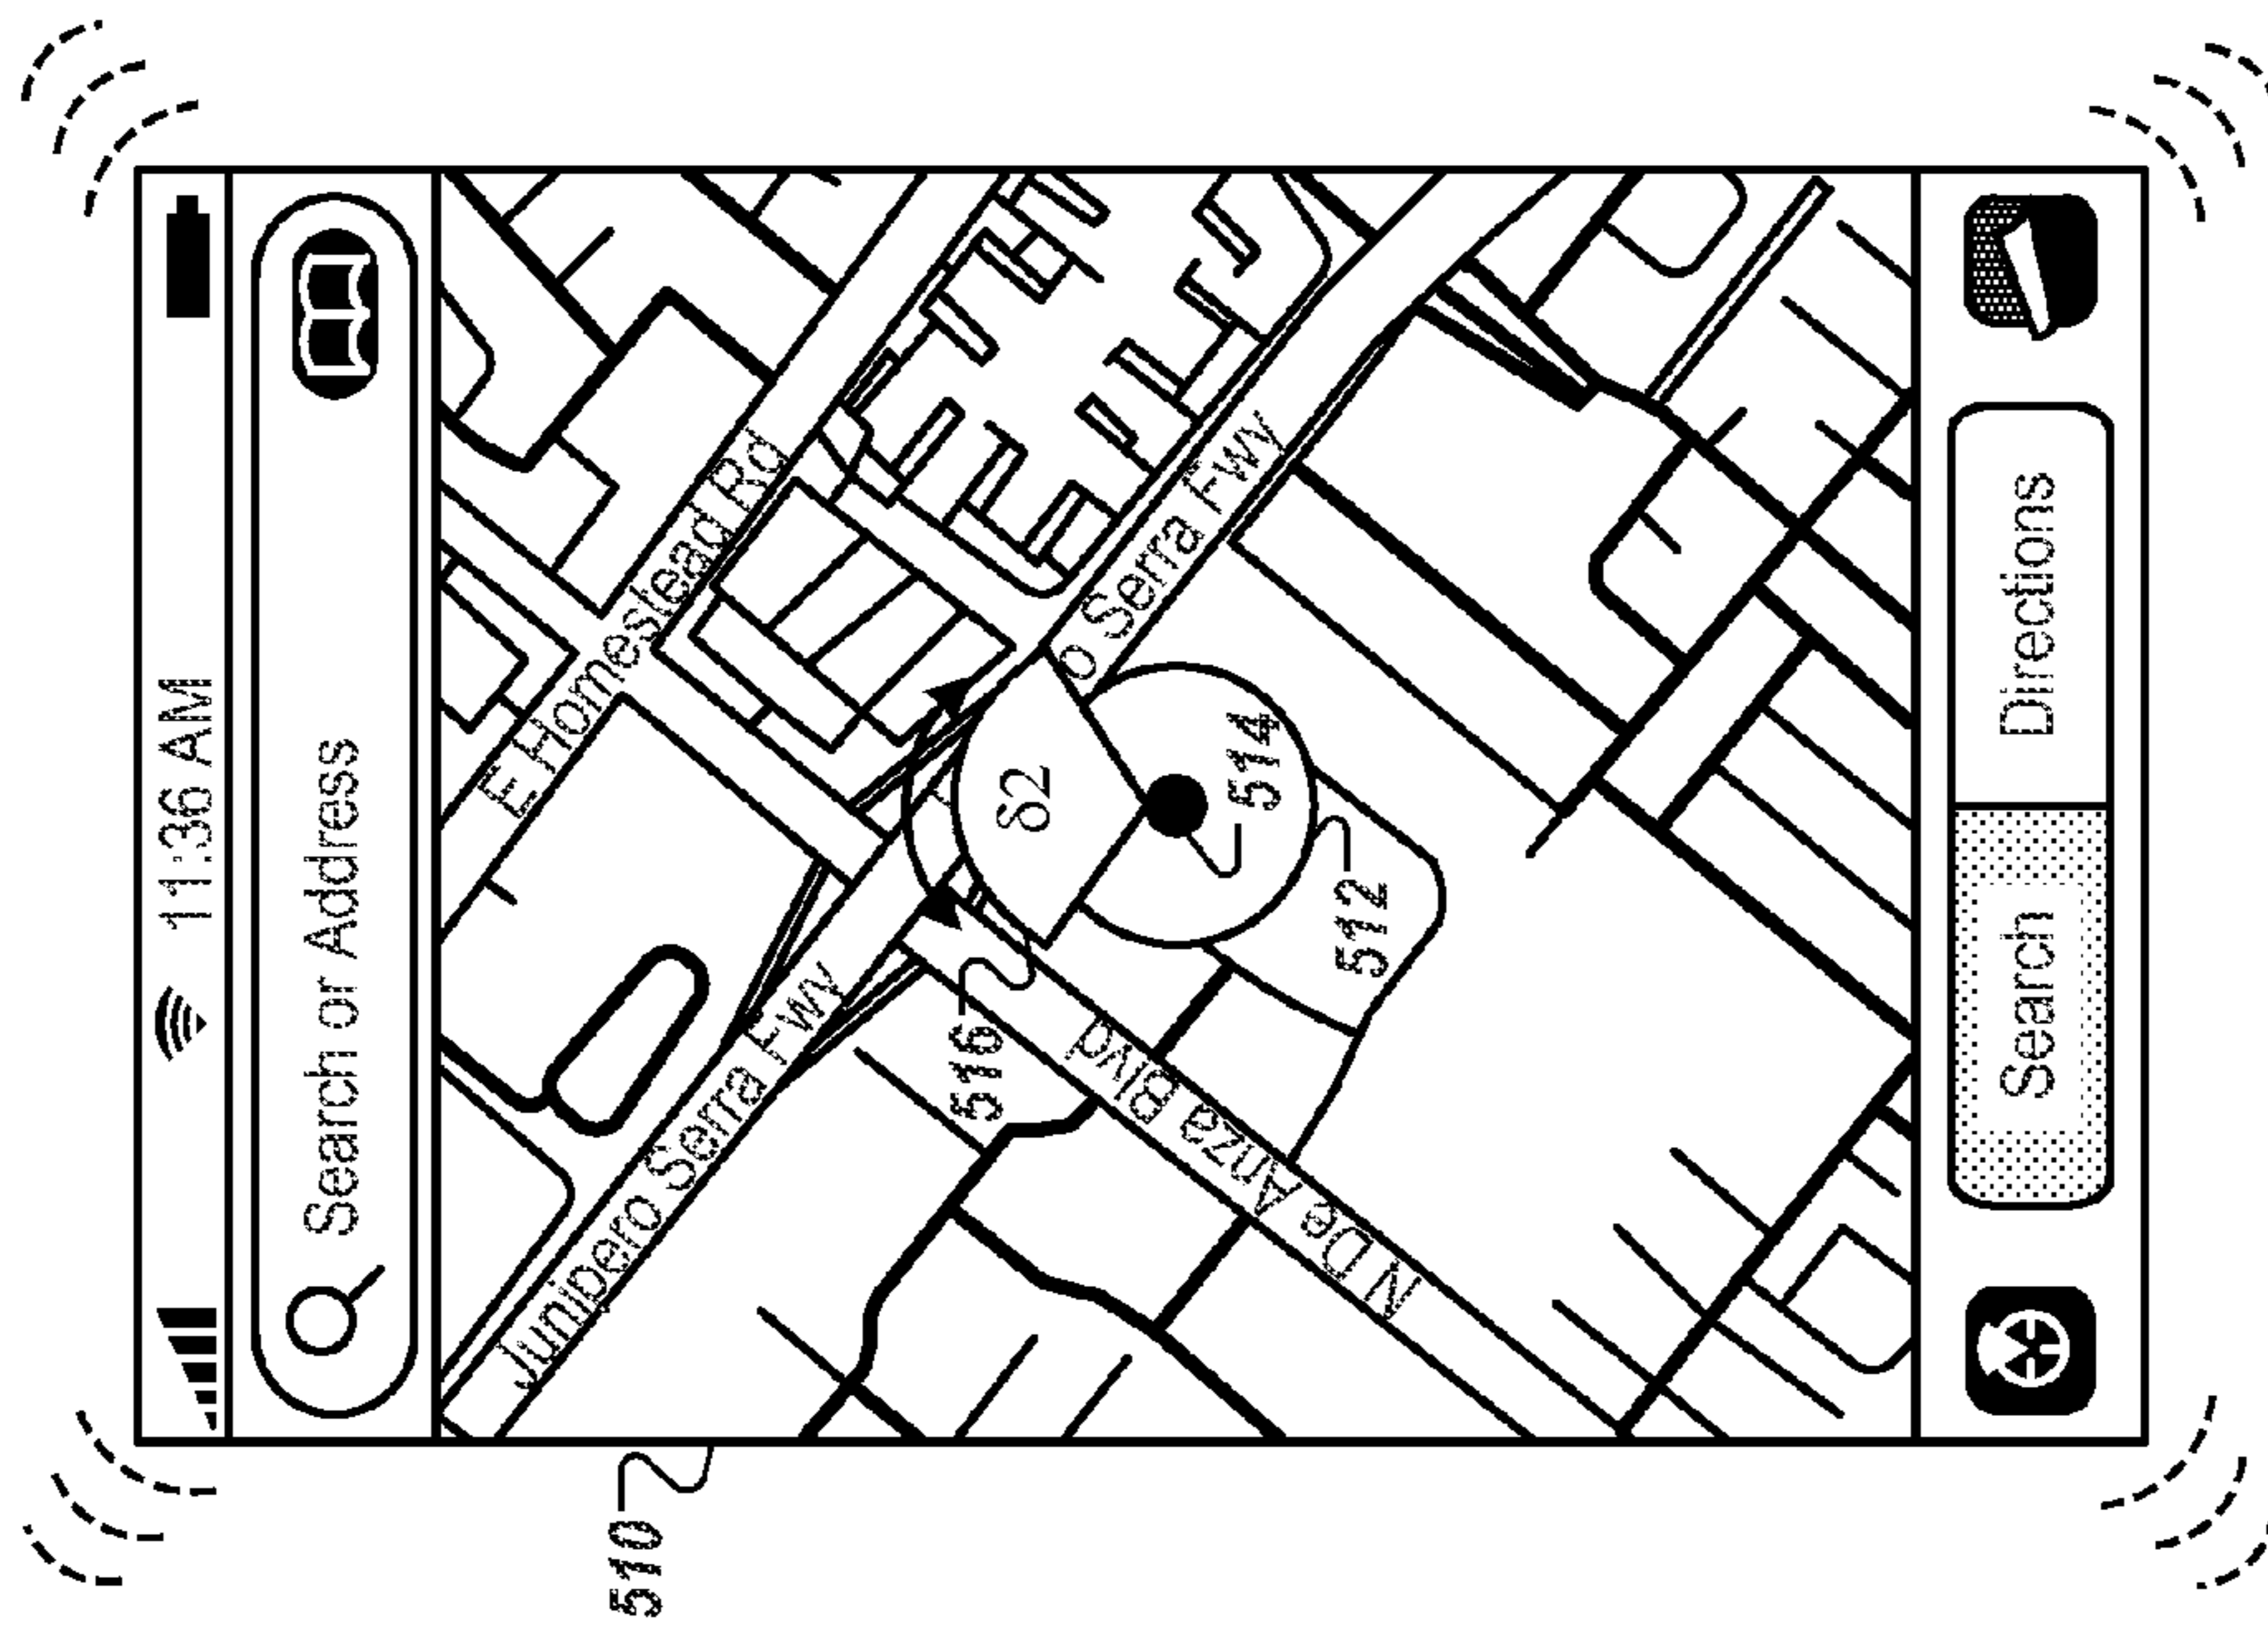 11:36 AM
Search or Address
E Homestead Rd
o Serra FWY
δ2
514
512
516
Junipero Serra FWY
N De Anza Blvd
Search
Directions
510